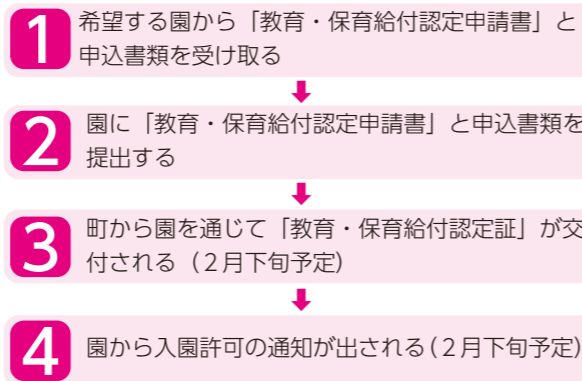 1 希望する園から「教育・保育給付認定申請書」と
申込書類を受け取る
2 園に「教育・保育給付認定申請書」と申込書類を
提出する
3 町から園を通じて「教育・保育給付認定証」が交
付される（２月下旬予定）
4 園から入園許可の通知が出される(２月下旬予定)